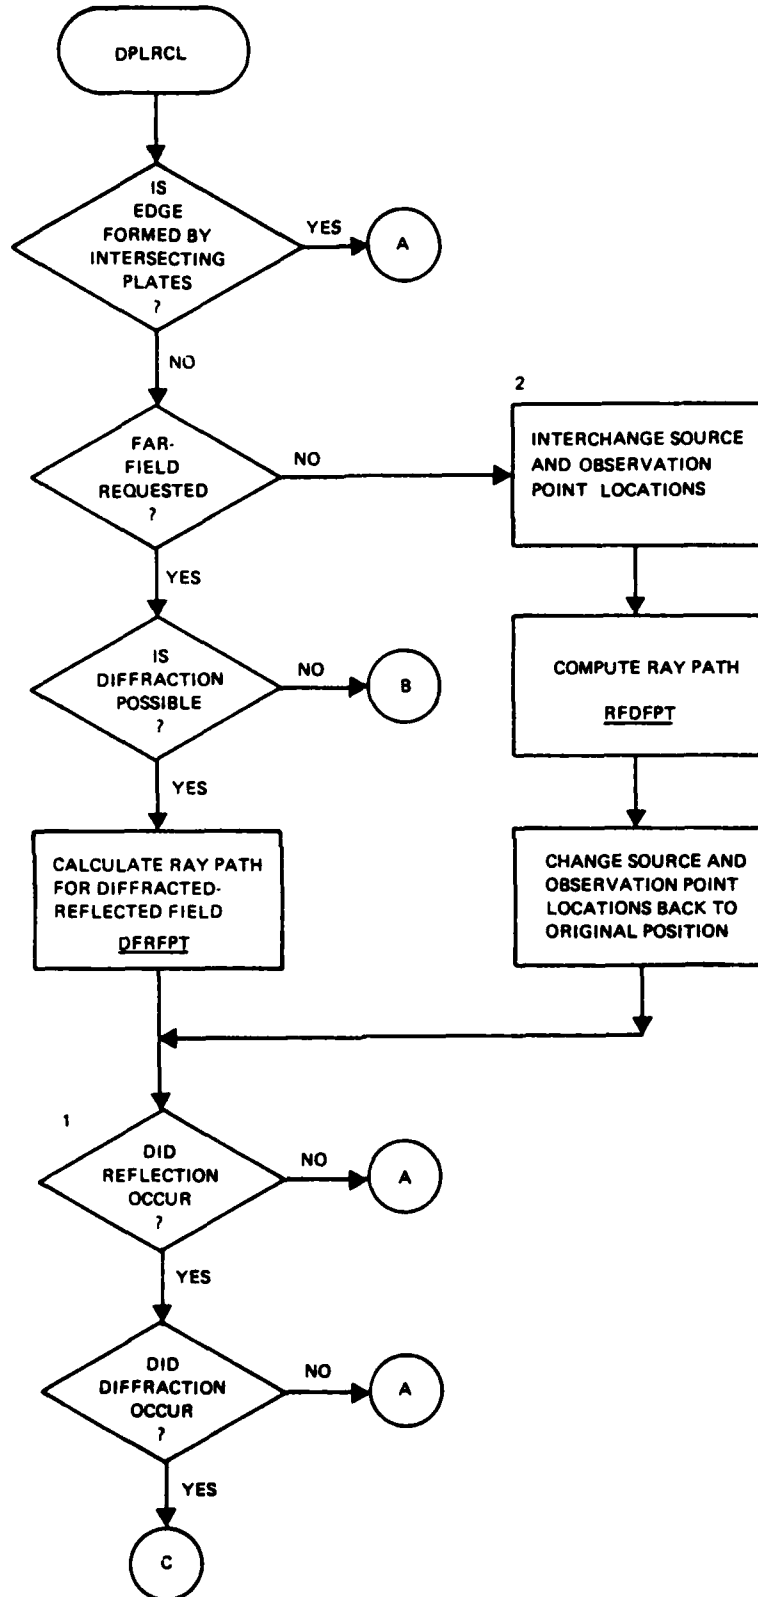 DPLRCL
IS
EDGE
FORMED BY
INTERSECTING
PLATES
?
YES
A
NO
FAR-
FIELD
REQUESTED
?
NO
2
INTERCHANGE SOURCE
AND OBSERVATION
POINT LOCATIONS
YES
IS
DIFFRACTION
POSSIBLE
?
NO
B
COMPUTE RAY PATH
RFDFPT
YES
CALCULATE RAY PATH
FOR DIFFRACTED-
REFLECTED FIELD
DFRFPT
CHANGE SOURCE AND
OBSERVATION POINT
LOCATIONS BACK TO
ORIGINAL POSITION
1
DID
REFLECTION
OCCUR
?
NO
A
YES
DID
DIFFRACTION
OCCUR
?
NO
A
YES
C